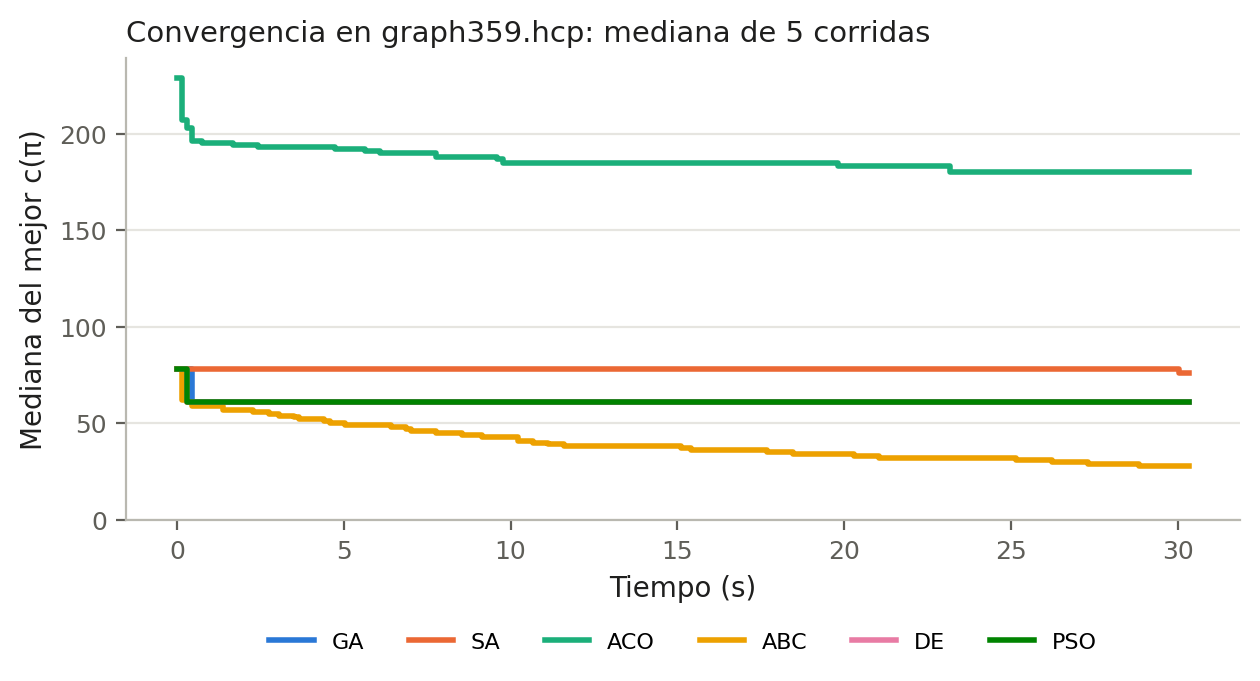 Convergencia en graph359.hcp: mediana de 5 corridas
Mediana del mejor c(π)
200
150
100
50
0
0 5 10 15 20 25 30
Tiempo (s)
GA SA ACO ABC DE PSO